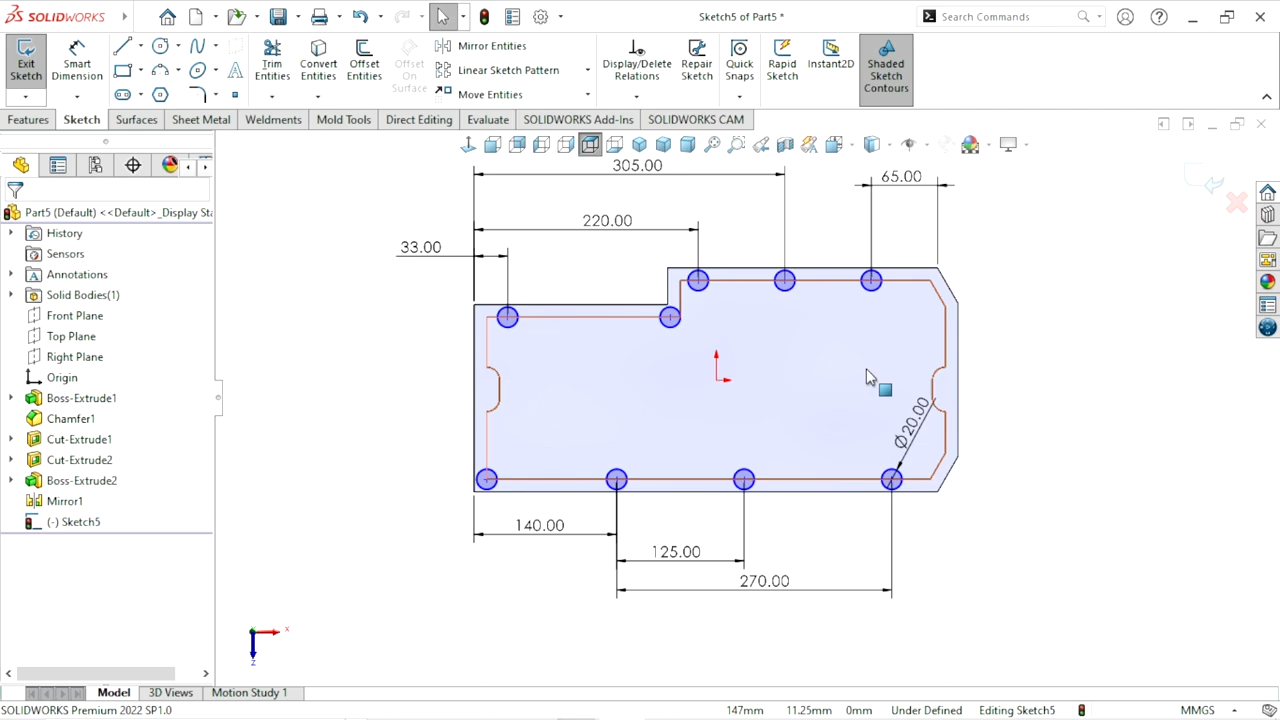 SOLIDWORKS
Sketch5 of Part5 *
Search Commands
Exit Sketch
Smart Dimension
Trim Entities
Convert Entities
Offset Entities
Offset On Surface
Mirror Entities
Linear Sketch Pattern
Move Entities
Display/Delete Relations
Repair Sketch
Quick Snaps
Rapid Sketch
Instant2D
Shaded Sketch Contours
Features
Sketch
Surfaces
Sheet Metal
Weldments
Mold Tools
Direct Editing
Evaluate
SOLIDWORKS Add-Ins
SOLIDWORKS CAM
Part5 (Default) <<Default>_Display Sta
History
Sensors
Annotations
Solid Bodies(1)
Front Plane
Top Plane
Right Plane
Origin
Boss-Extrude1
Chamfer1
Cut-Extrude1
Cut-Extrude2
Boss-Extrude2
Mirror1
(-) Sketch5
305.00
65.00
220.00
33.00
Ø20.00
140.00
125.00
270.00
x
z
Model
3D Views
Motion Study 1
SOLIDWORKS Premium 2022 SP1.0
147mm
11.25mm
0mm
Under Defined
Editing Sketch5
MMGS